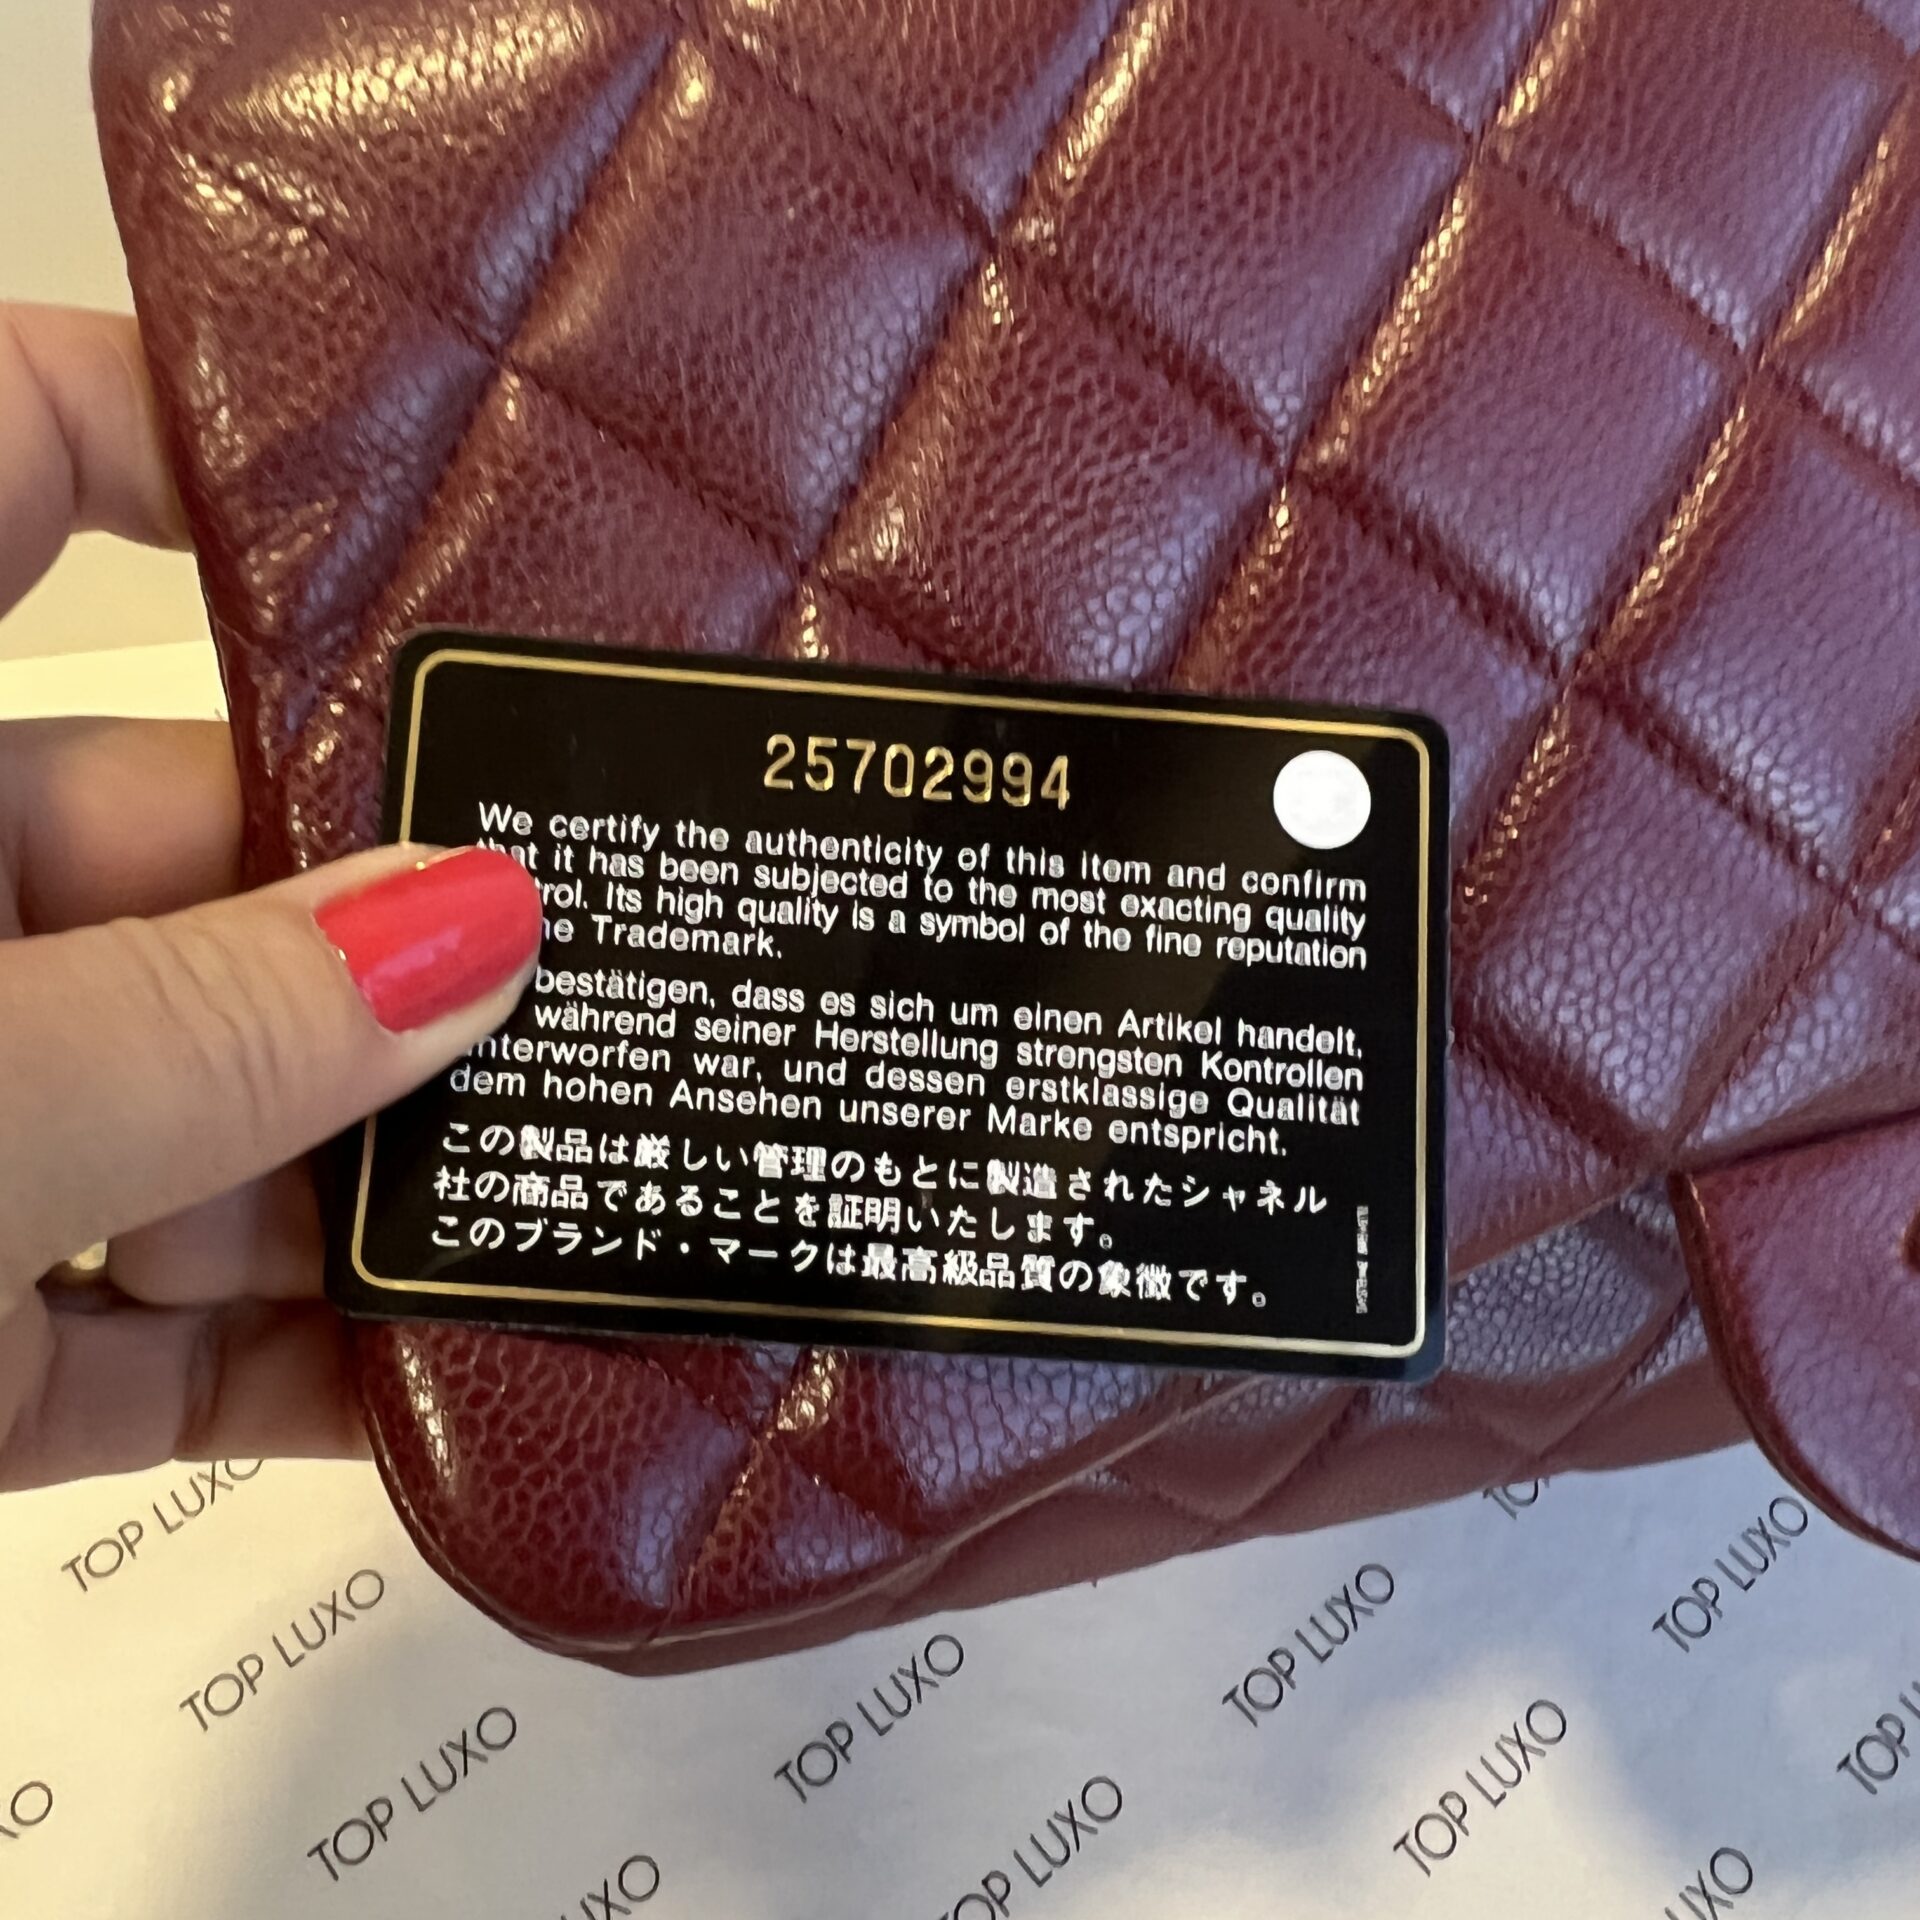 25702994
We certify the authenticity of this item and confirm
that it has been subjected to the most exacting quality
trol. Its high quality is a symbol of the fine reputation
he Trademark.
bestätigen, dass es sich um einen Artikel handelt,
während seiner Herstellung strengsten Kontrollen
unterworfen war, und dessen erstklassige Qualität
dem hohen Ansehen unserer Marke entspricht.
この製品は厳しい管理のもとに製造されたシャネル
社の商品であることを証明いたします。
このブランド・マークは最高級品質の象徴です。
TOP LUXO
TOP LUXO
TOP LUXO
TOP LUXO
TOP LUXO
TOP LUXO
TOP LUXO
TOP LUXO